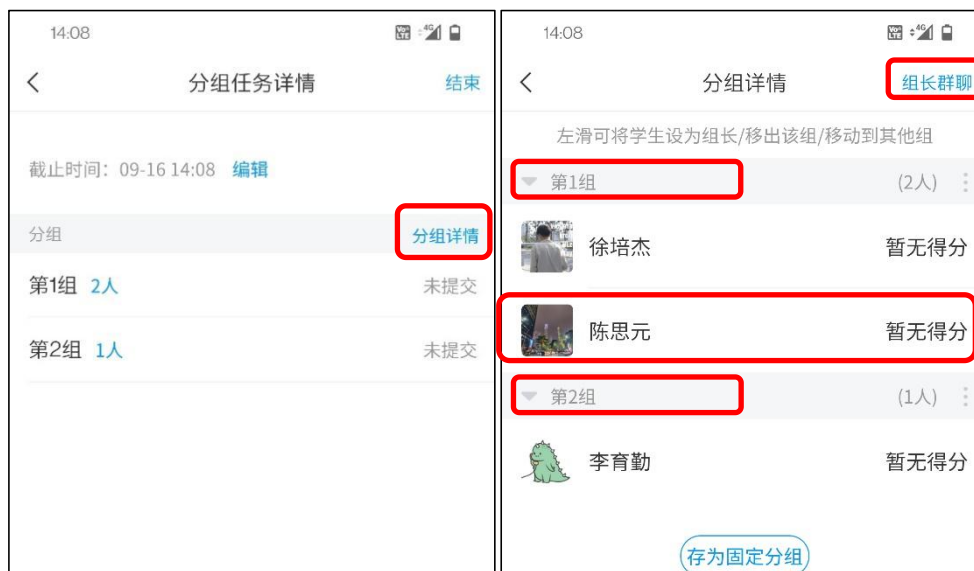 14:08
VoLTE 4G
分组任务详情 结束
截止时间：09-16 14:08 编辑
分组 分组详情
第1组 2人 未提交
第2组 1人 未提交
14:08
VoLTE 4G
分组详情 组长群聊
左滑可将学生设为组长/移出该组/移动到其他组
第1组 (2人)
徐培杰 暂无得分
陈思元 暂无得分
第2组 (1人)
李育勤 暂无得分
存为固定分组